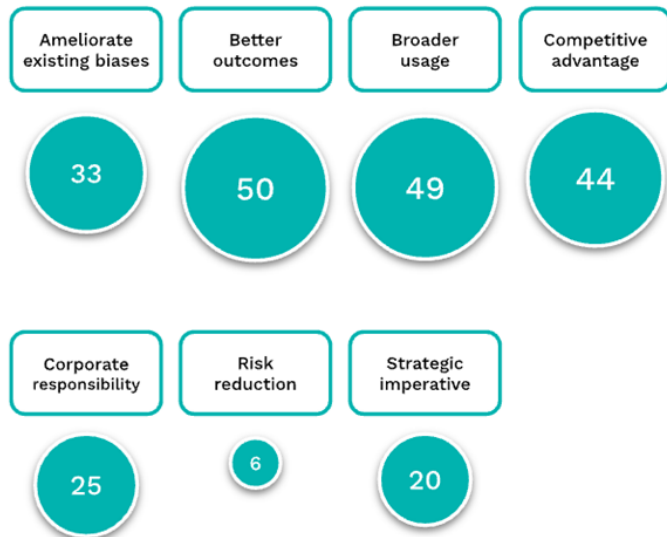 Ameliorate
existing biases
Better
outcomes
Broader
usage
Competitive
advantage
33
50
49
44
Corporate
responsibility
Risk
reduction
Strategic
imperative
25
6
20